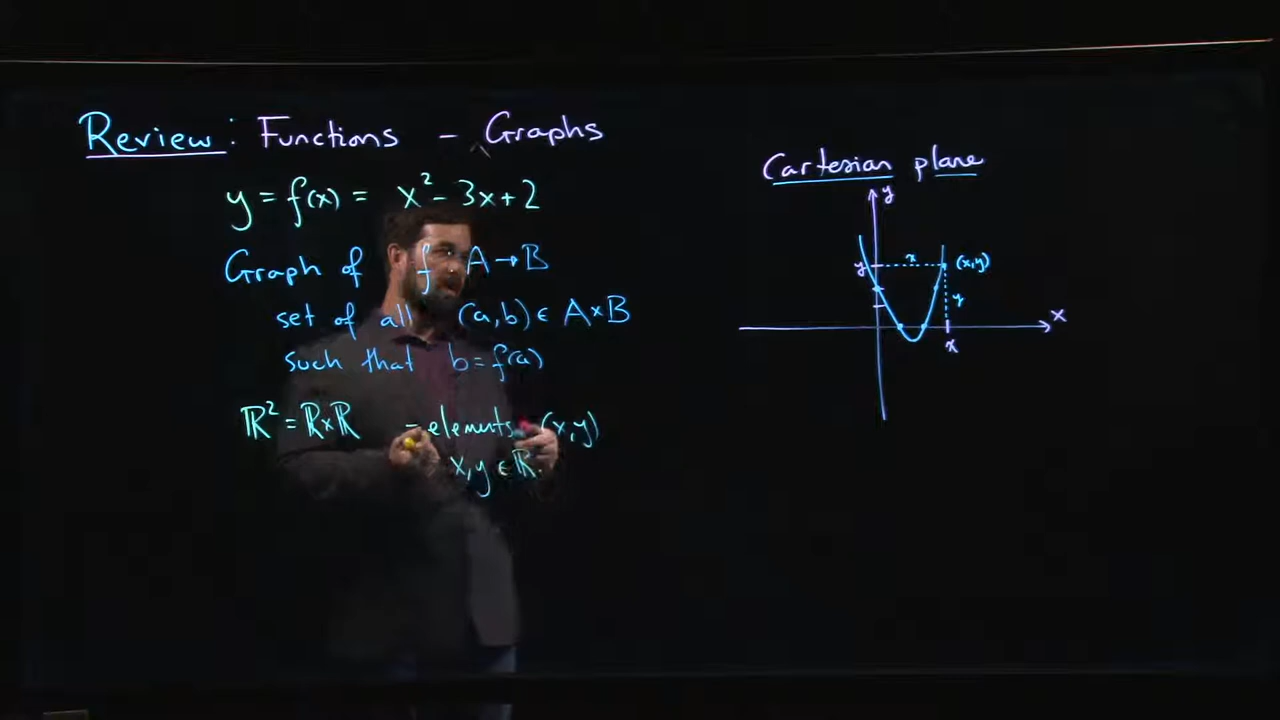 Review: Functions - Graphs
y = f(x) = x² - 3x + 2
Graph of f A → B
set of all (a,b) ∈ A×B
such that b = f(a)
ℝ² = ℝ×ℝ - elements (x,y)
x,y ∈ ℝ.
Cartesian plane
y
y x (x,y)
y
x
x